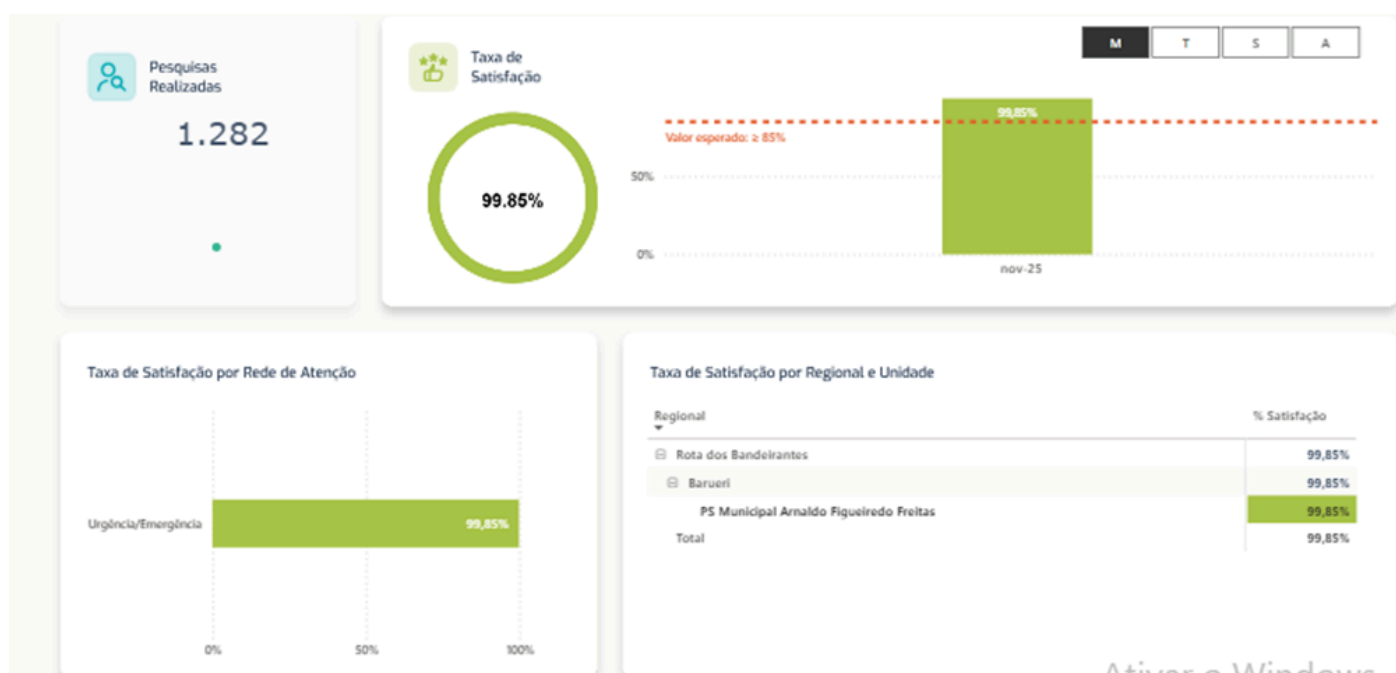 Pesquisas
Realizadas
1.282
Taxa de
Satisfação
M T S A
99.85%
99,85%
Valor esperado: ≥ 85%
50%
0%
nov-25
Taxa de Satisfação por Rede de Atenção
Urgência/Emergência
99,85%
0% 50% 100%
Taxa de Satisfação por Regional e Unidade
Regional % Satisfação
Rota dos Bandeirantes 99,85%
Barueri 99,85%
PS Municipal Arnaldo Figueiredo Freitas 99,85%
Total 99,85%
Ativar o Windows